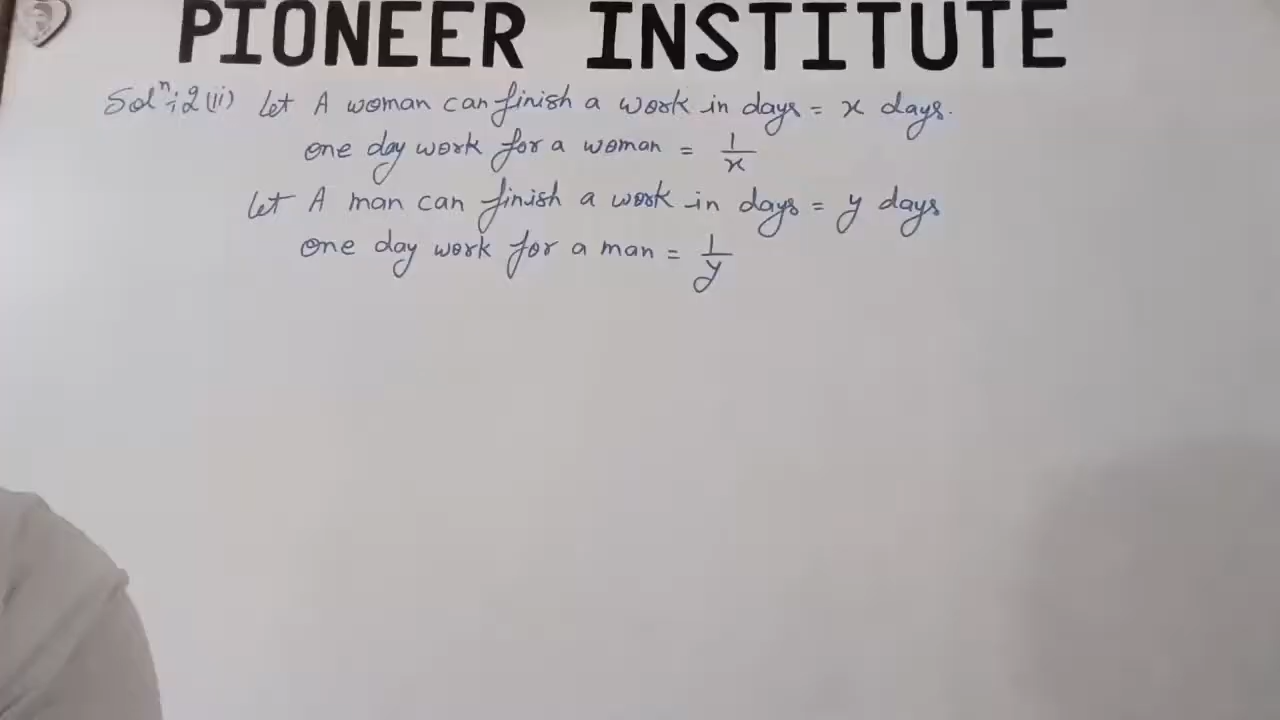 PIONEER INSTITUTE
Solⁿ:2(ii) Let A woman can finish a work in days = x days.
one day work for a woman = 1/x
Let A man can finish a work in days = y days
one day work for a man = 1/y